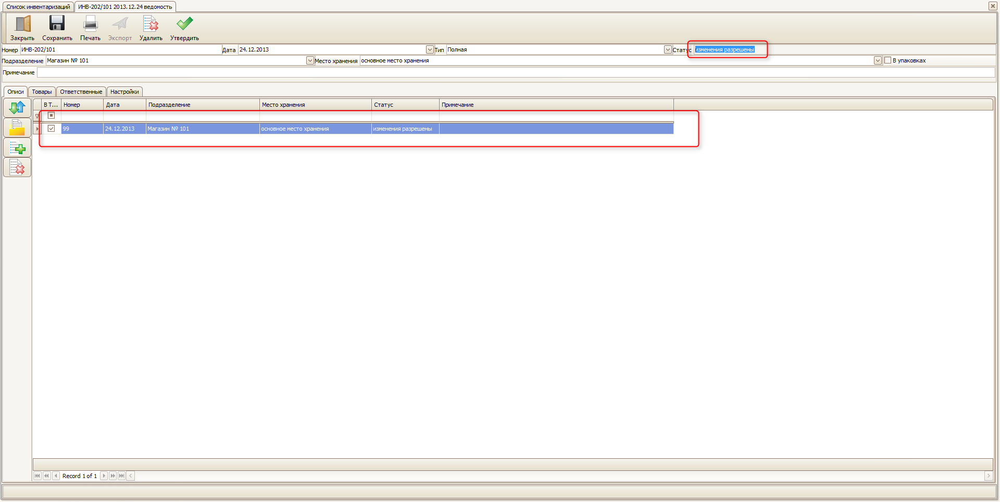 Список инвентаризаций ИНВ-202/101 2013.12.24 ведомость
Закрыть Сохранить Печать Экспорт Удалить Утвердить
Номер ИНВ-202/101 Дата 24.12.2013 Тип Полная Статус изменения разрешены
Подразделение Магазин № 101 Место хранения основное место хранения В упаковках
Примечание
Описи Товары Ответственные Настройки
В Т... Номер Дата Подразделение Место хранения Статус Примечание
99 24.12.2013 Магазин № 101 основное место хранения изменения разрешены
Record 1 of 1